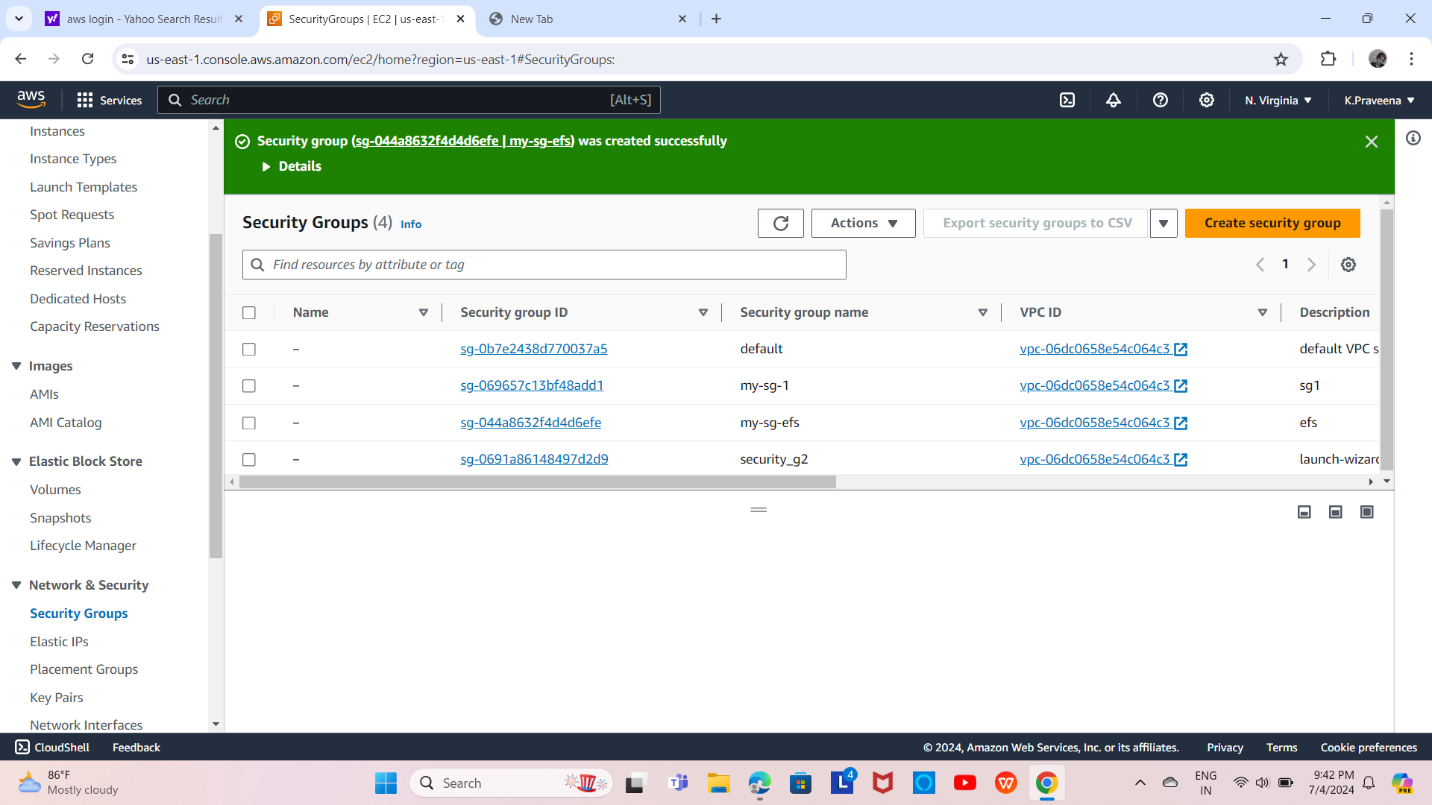 aws login - Yahoo Search Result
SecurityGroups | EC2 | us-east-1
New Tab
us-east-1.console.aws.amazon.com/ec2/home?region=us-east-1#SecurityGroups:
aws
Services
Search
[Alt+S]
N. Virginia
K.Praveena
Instances
Instance Types
Launch Templates
Spot Requests
Savings Plans
Reserved Instances
Dedicated Hosts
Capacity Reservations
Images
AMIs
AMI Catalog
Elastic Block Store
Volumes
Snapshots
Lifecycle Manager
Network & Security
Security Groups
Elastic IPs
Placement Groups
Key Pairs
Network Interfaces
Security group (sg-044a8632f4d4d6efe | my-sg-efs) was created successfully
Details
Security Groups (4) Info
Actions
Export security groups to CSV
Create security group
Find resources by attribute or tag
1
Name Security group ID Security group name VPC ID Description
– sg-0b7e2438d770037a5 default vpc-06dc0658e54c064c3 default VPC s
– sg-069657c13bf48add1 my-sg-1 vpc-06dc0658e54c064c3 sg1
– sg-044a8632f4d4d6efe my-sg-efs vpc-06dc0658e54c064c3 efs
– sg-0691a86148497d2d9 security_g2 vpc-06dc0658e54c064c3 launch-wizard
CloudShell Feedback
© 2024, Amazon Web Services, Inc. or its affiliates. Privacy Terms Cookie preferences
86°F
Mostly cloudy
Search
4
ENG
IN
9:42 PM
7/4/2024
PRE